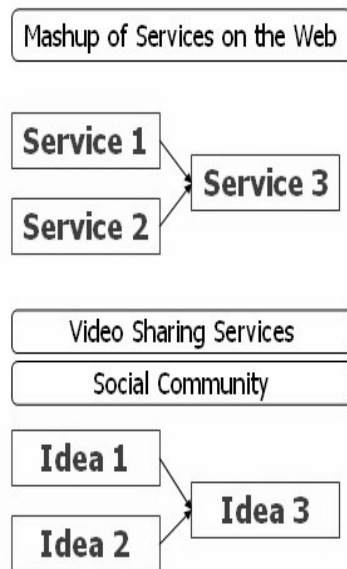 Mashup of Services on the Web
Service 1
Service 2
Service 3
Video Sharing Services
Social Community
Idea 1
Idea 2
Idea 3